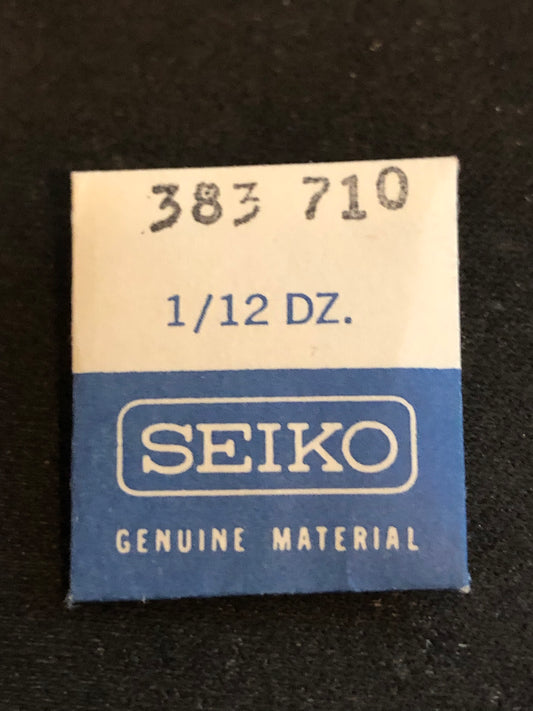 383 710
1/12 DZ.
SEIKO
GENUINE MATERIAL